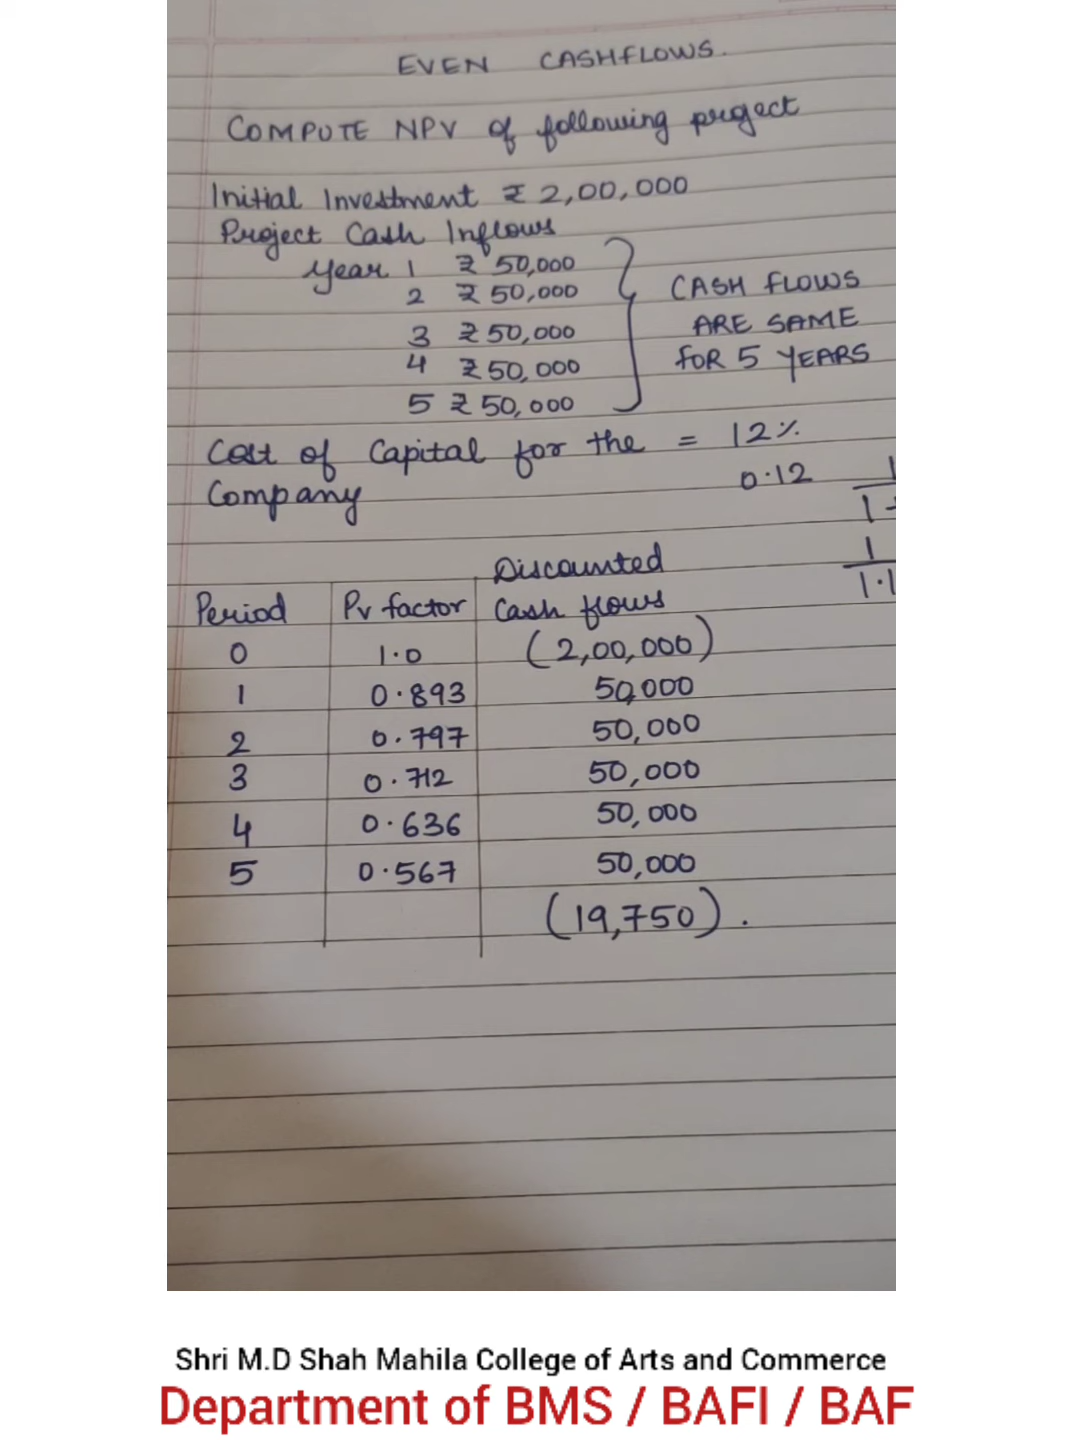 EVEN CASHFLOWS.
COMPUTE NPV of following project
Initial Investment ₹ 2,00,000
Project Cash Inflows
Year 1 ₹ 50,000
2 ₹ 50,000
3 ₹ 50,000
4 ₹ 50,000
5 ₹ 50,000
CASH FLOWS
ARE SAME
FOR 5 YEARS
Cost of Capital for the = 12%
Company
0.12
1
1+
1
1.1
Period PV factor Discounted Cash flows
0 1.0 (2,00,000)
1 0.893 50,000
2 0.797 50,000
3 0.712 50,000
4 0.636 50,000
5 0.567 50,000
(19,750).
Shri M.D Shah Mahila College of Arts and Commerce
Department of BMS / BAFI / BAF